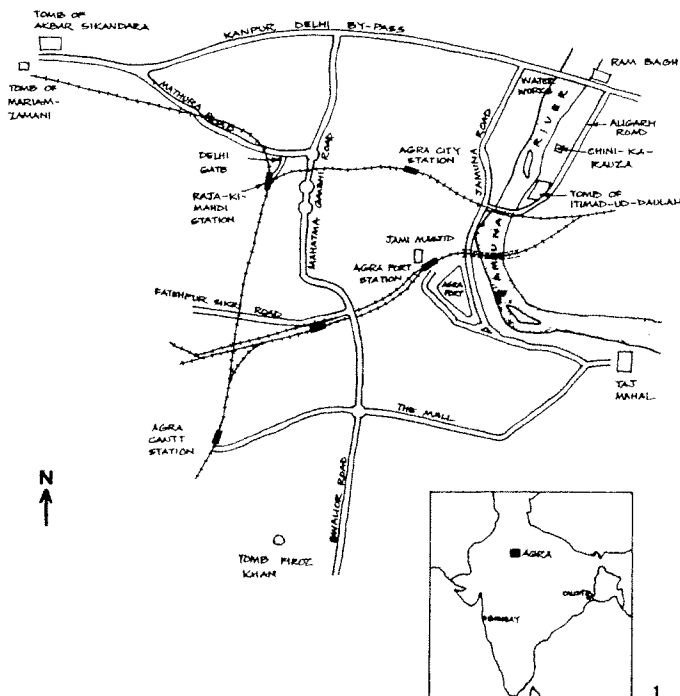 TOMB OF
AKBAR SIKANDARA
KANPUR DELHI BY-PASS
RAM BAGH
TOMB OF
MARIAM-
ZAMANI
MATHURA ROAD
WATER
WORKS
RIVER
ALIGARH
ROAD
DELHI
GATE
MAHATMA GANDHI ROAD
AGRA CITY
STATION
JAMUNA ROAD
CHINI-KA-
RAUZA
RAJA-KI-
MANDI
STATION
TOMB OF
ITIMAD-UD-DAULAH
JAMI MASJID
YAMUNA
AGRA FORT
STATION
AGRA
FORT
FATEHPUR SIKRI ROAD
TAJ
MAHAL
THE MALL
AGRA
CANTT
STATION
N
GWALIOR ROAD
TOMB FIROZ
KHAN
AGRA
BOMBAY
1